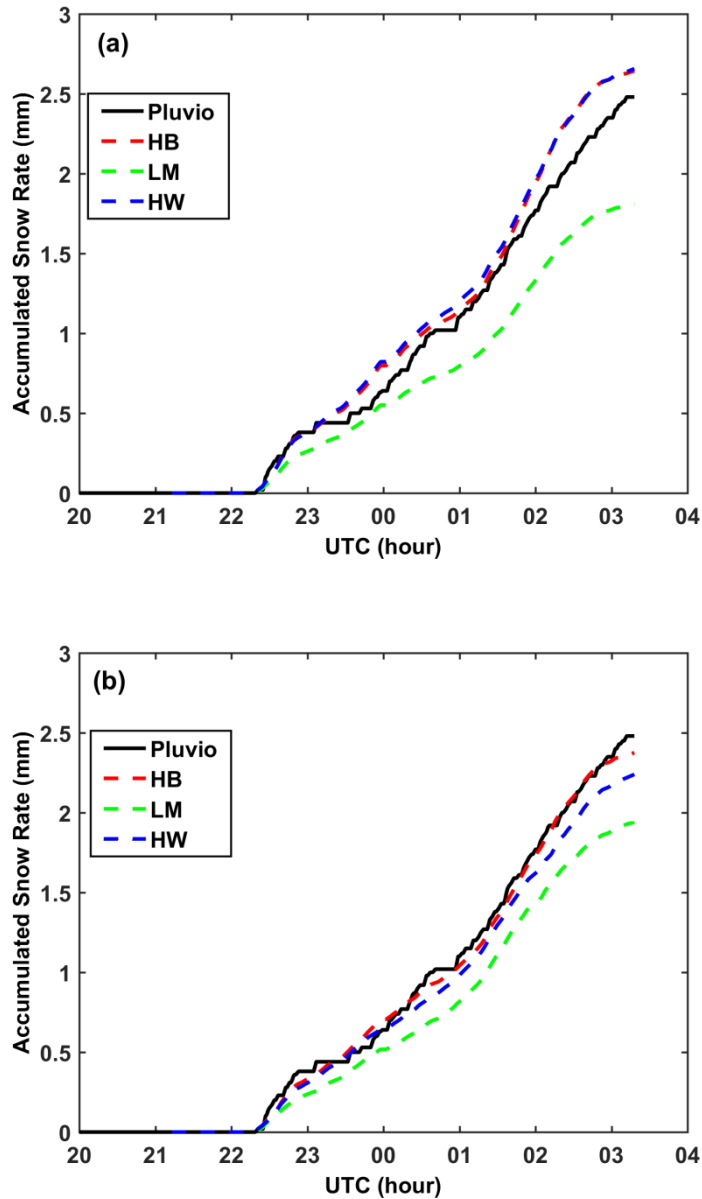 (a)
3
2.5
2
1.5
1
0.5
0
Accumulated Snow Rate (mm)
Pluvio
HB
LM
HW
20 21 22 23 00 01 02 03 04
UTC (hour)
(b)
3
2.5
2
1.5
1
0.5
0
Accumulated Snow Rate (mm)
Pluvio
HB
LM
HW
20 21 22 23 00 01 02 03 04
UTC (hour)